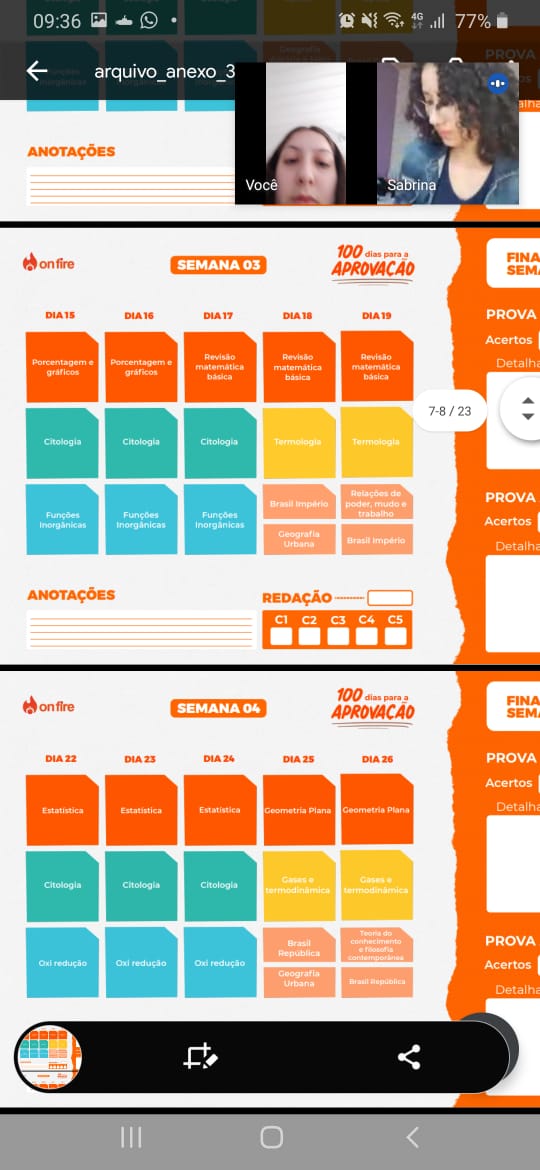 09:36
4G
77%
Geografia
PROVA
arquivo_anexo_3
Você
Sabrina
ANOTAÇÕES
on fire
SEMANA 03
100 dias para a
APROVAÇÃO
FINA
SEM
DIA 15 DIA 16 DIA 17 DIA 18 DIA 19
PROVA
Acertos
Detalha
Porcentagem e
gráficos
Porcentagem e
gráficos
Revisão
matemática
básica
Revisão
matemática
básica
Revisão
matemática
básica
7-8 / 23
Citologia Citologia Citologia Termologia Termologia
Funções
Inorgânicas
Funções
Inorgânicas
Funções
Inorgânicas
Brasil Império
Relações de
poder, mudo e
trabalho
Geografia
Urbana
Brasil Império
PROVA
Acertos
Detalha
ANOTAÇÕES
REDAÇÃO
C1 C2 C3 C4 C5
on fire
SEMANA 04
100 dias para a
APROVAÇÃO
FINA
SEM
DIA 22 DIA 23 DIA 24 DIA 25 DIA 26
PROVA
Acertos
Detalha
Estatística Estatística Estatística Geometria Plana Geometria Plana
Citologia Citologia Citologia
Gases e
termodinâmica
Gases e
termodinâmica
Oxi redução Oxi redução Oxi redução
Brasil
República
Teoria do
conhecimento
e filosofia
contemporânea
Geografia
Urbana
Brasil República
PROVA
Acertos
Detalha